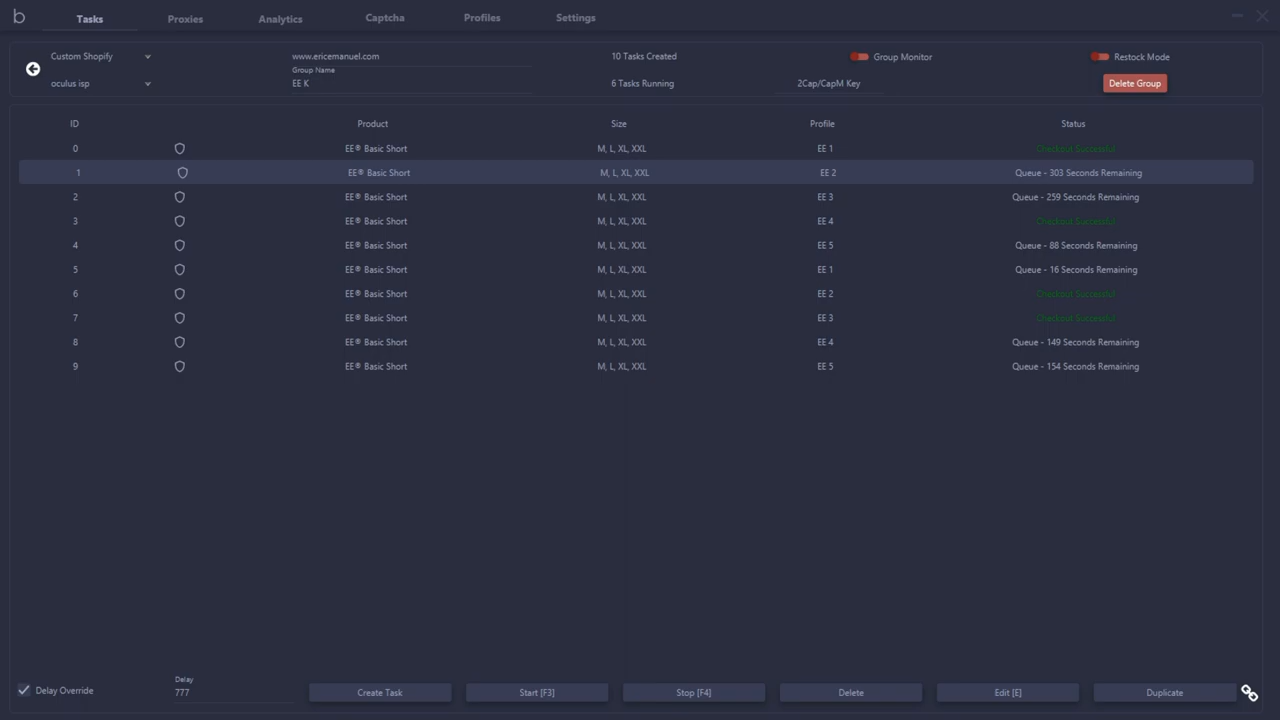 b Tasks Proxies Analytics Captcha Profiles Settings
Custom Shopify www.ericemanuel.com 10 Tasks Created Group Monitor Restock Mode
Group Name
oculus isp EE K 6 Tasks Running 2Cap/CapM Key Delete Group
ID Product Size Profile Status
0 EE® Basic Short M, L, XL, XXL EE 1 Checkout Successful
1 EE® Basic Short M, L, XL, XXL EE 2 Queue - 303 Seconds Remaining
2 EE® Basic Short M, L, XL, XXL EE 3 Queue - 259 Seconds Remaining
3 EE® Basic Short M, L, XL, XXL EE 4 Checkout Successful
4 EE® Basic Short M, L, XL, XXL EE 5 Queue - 88 Seconds Remaining
5 EE® Basic Short M, L, XL, XXL EE 1 Queue - 16 Seconds Remaining
6 EE® Basic Short M, L, XL, XXL EE 2 Checkout Successful
7 EE® Basic Short M, L, XL, XXL EE 3 Checkout Successful
8 EE® Basic Short M, L, XL, XXL EE 4 Queue - 149 Seconds Remaining
9 EE® Basic Short M, L, XL, XXL EE 5 Queue - 154 Seconds Remaining
Delay
Delay Override 777 Create Task Start [F3] Stop [F4] Delete Edit [E] Duplicate